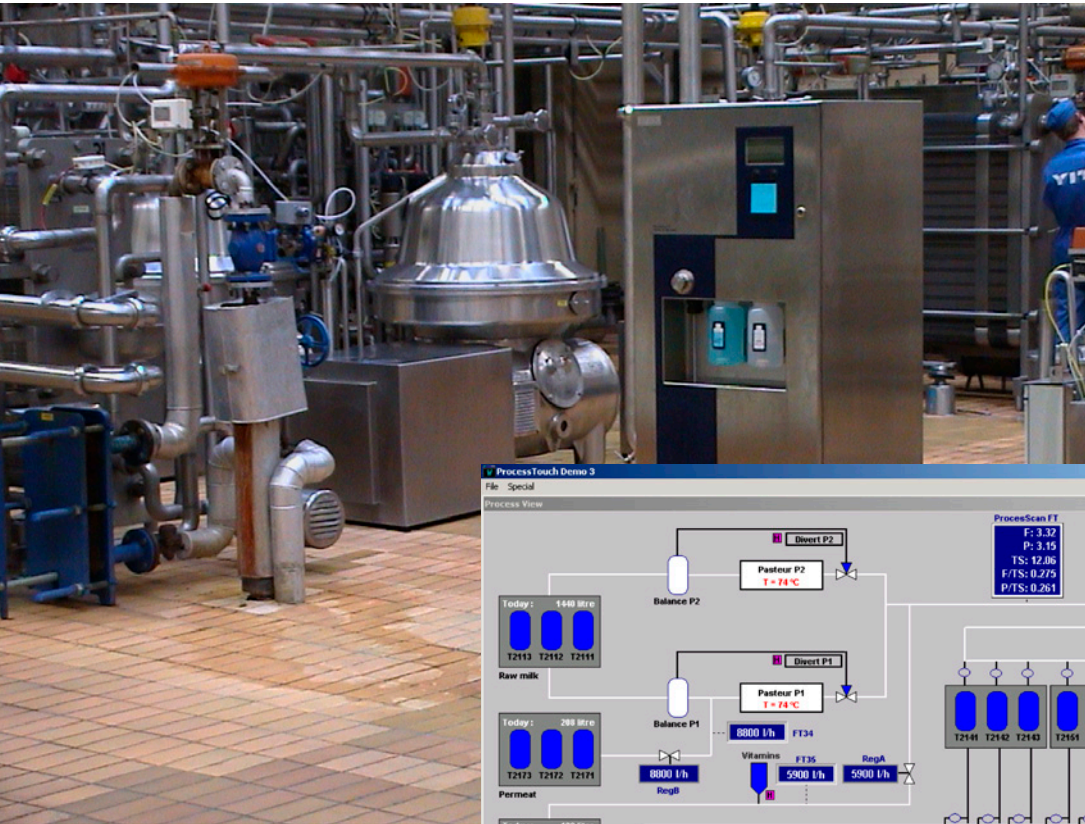 YIT
ProcessTouch Demo 3
File Special
Process View
ProcesScan FT
F: 3.32
P: 3.15
TS: 12.06
F/TS: 0.275
P/TS: 0.261
H Divert P2
Pasteur P2
T = 74 °C
Balance P2
Today: 1440 litre
T2113 T2112 T2111
Raw milk
H Divert P1
Pasteur P1
T = 74 °C
Balance P1
8800 l/h FT34
Today: 200 litre
T2173 T2172 T2171
Permeat
8800 l/h
RegB
Vitamins
H
FT35
5900 l/h
RegA
5900 l/h
T2141 T2142 T2143 T2151